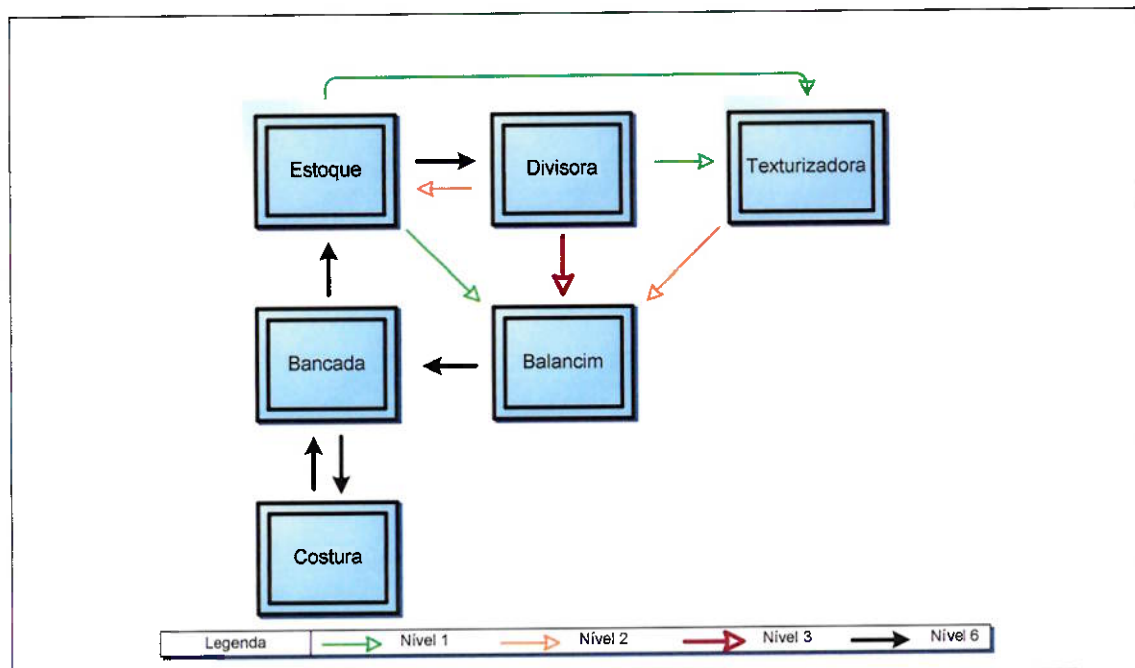 Estoque
Divisora
Texturizadora
Bancada
Balancim
Costura
Legenda Nível 1 Nível 2 Nível 3 Nível 6